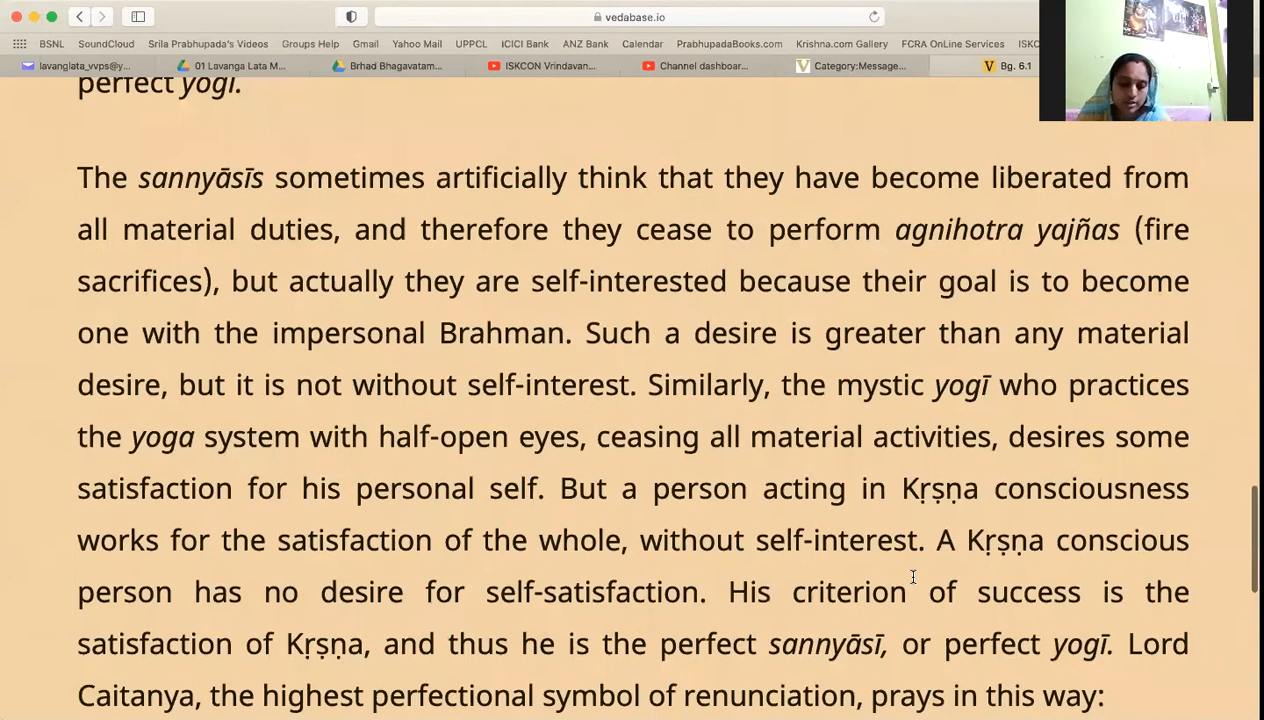 vedabase.io
BSNL SoundCloud Srila Prabhupada's Videos Groups Help Gmail Yahoo Mail UPPCL ICICI Bank ANZ Bank Calendar PrabhupadaBooks.com Krishna.com Gallery FCRA OnLine Services ISKC
lavanglata_vvps@y... 01 Lavanga Lata M... Brhad Bhagavatam... ISKCON Vrindavan... Channel dashboar... Category:Message... Bg. 6.1
perfect yogī.
The sannyāsīs sometimes artificially think that they have become liberated from
all material duties, and therefore they cease to perform agnihotra yajñas (fire
sacrifices), but actually they are self-interested because their goal is to become
one with the impersonal Brahman. Such a desire is greater than any material
desire, but it is not without self-interest. Similarly, the mystic yogī who practices
the yoga system with half-open eyes, ceasing all material activities, desires some
satisfaction for his personal self. But a person acting in Kṛṣṇa consciousness
works for the satisfaction of the whole, without self-interest. A Kṛṣṇa conscious
person has no desire for self-satisfaction. His criterion of success is the
satisfaction of Kṛṣṇa, and thus he is the perfect sannyāsī, or perfect yogī. Lord
Caitanya, the highest perfectional symbol of renunciation, prays in this way: